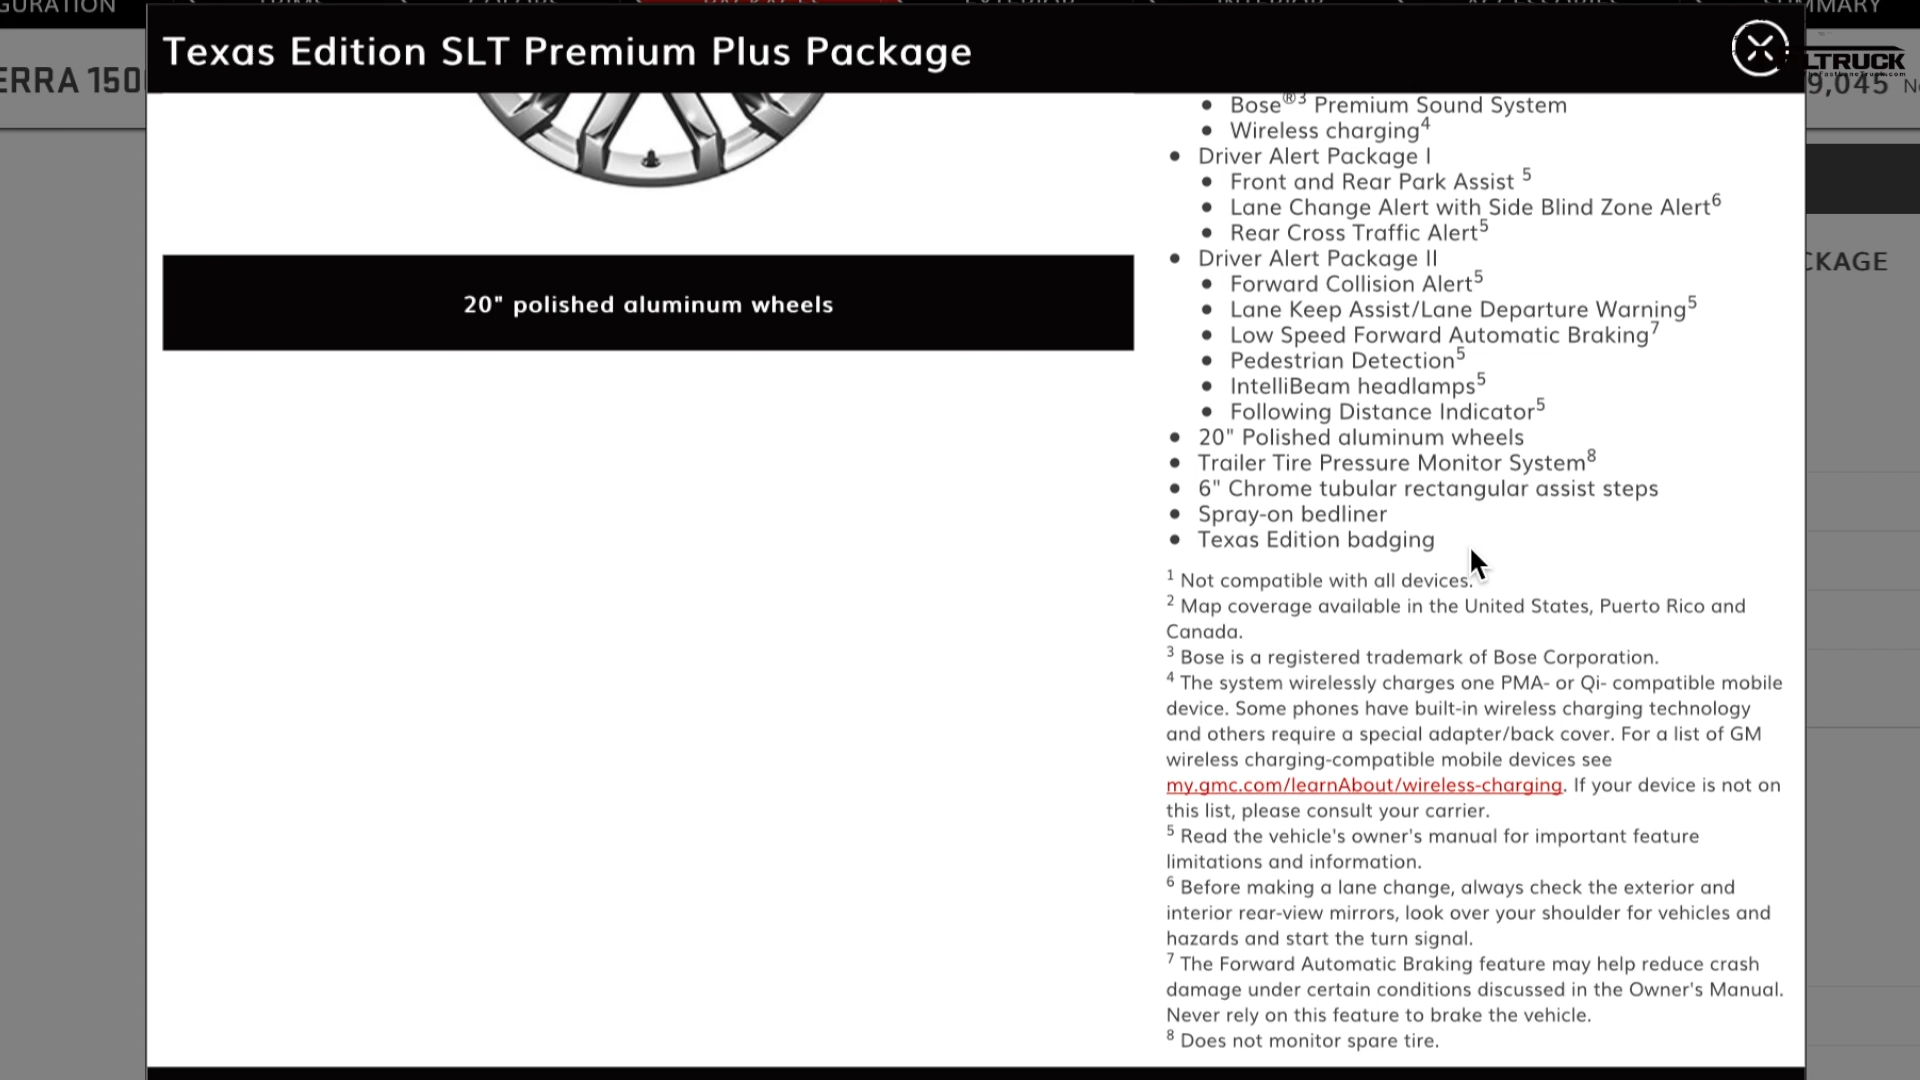 Texas Edition SLT Premium Plus Package
ERRA 150
LTRUCK
9,045
CKAGE
20" polished aluminum wheels
• Bose®3 Premium Sound System
• Wireless charging4
• Driver Alert Package I
• Front and Rear Park Assist 5
• Lane Change Alert with Side Blind Zone Alert6
• Rear Cross Traffic Alert5
• Driver Alert Package II
• Forward Collision Alert5
• Lane Keep Assist/Lane Departure Warning5
• Low Speed Forward Automatic Braking7
• Pedestrian Detection5
• IntelliBeam headlamps5
• Following Distance Indicator5
• 20" Polished aluminum wheels
• Trailer Tire Pressure Monitor System8
• 6" Chrome tubular rectangular assist steps
• Spray-on bedliner
• Texas Edition badging
1 Not compatible with all devices.
2 Map coverage available in the United States, Puerto Rico and
Canada.
3 Bose is a registered trademark of Bose Corporation.
4 The system wirelessly charges one PMA- or Qi- compatible mobile
device. Some phones have built-in wireless charging technology
and others require a special adapter/back cover. For a list of GM
wireless charging-compatible mobile devices see
my.gmc.com/learnAbout/wireless-charging. If your device is not on
this list, please consult your carrier.
5 Read the vehicle's owner's manual for important feature
limitations and information.
6 Before making a lane change, always check the exterior and
interior rear-view mirrors, look over your shoulder for vehicles and
hazards and start the turn signal.
7 The Forward Automatic Braking feature may help reduce crash
damage under certain conditions discussed in the Owner's Manual.
Never rely on this feature to brake the vehicle.
8 Does not monitor spare tire.